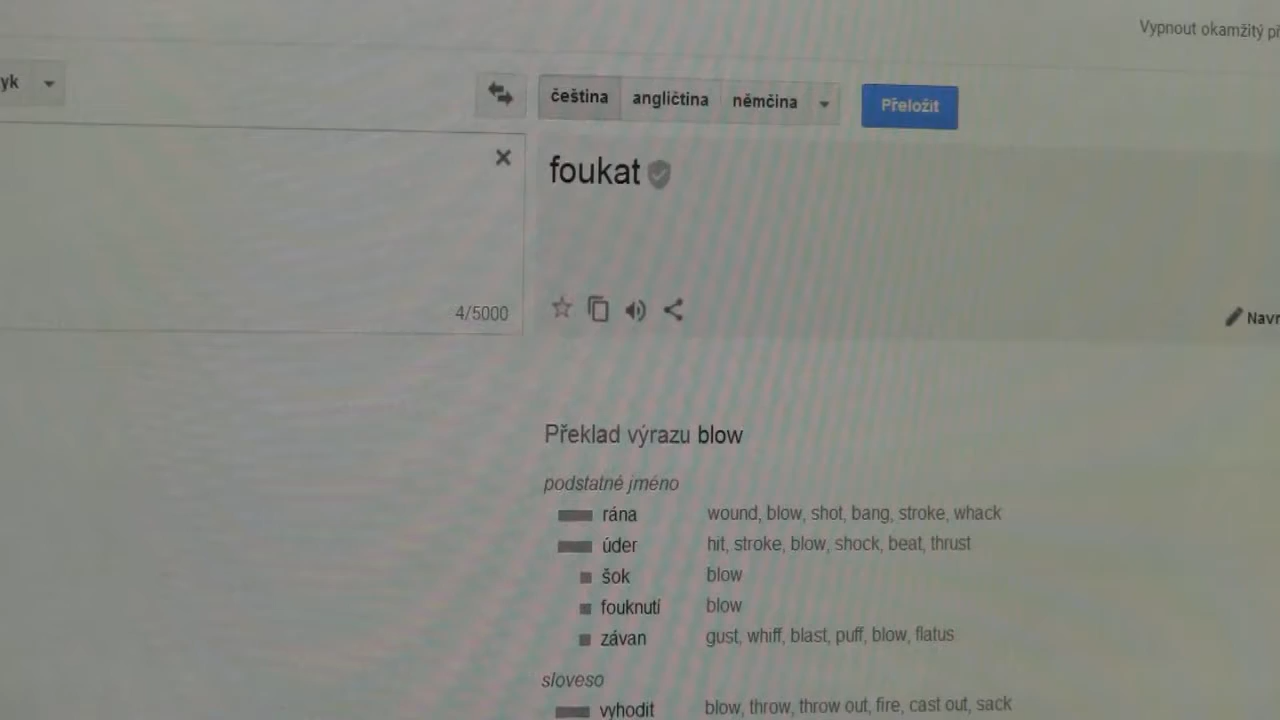 Vypnout okamžitý př
yk
čeština angličtina němčina Přeložit
foukat
4/5000
Navr
Překlad výrazu blow
podstatné jméno
rána wound, blow, shot, bang, stroke, whack
úder hit, stroke, blow, shock, beat, thrust
šok blow
fouknutí blow
závan gust, whiff, blast, puff, blow, flatus
sloveso
vyhodit blow, throw, throw out, fire, cast out, sack